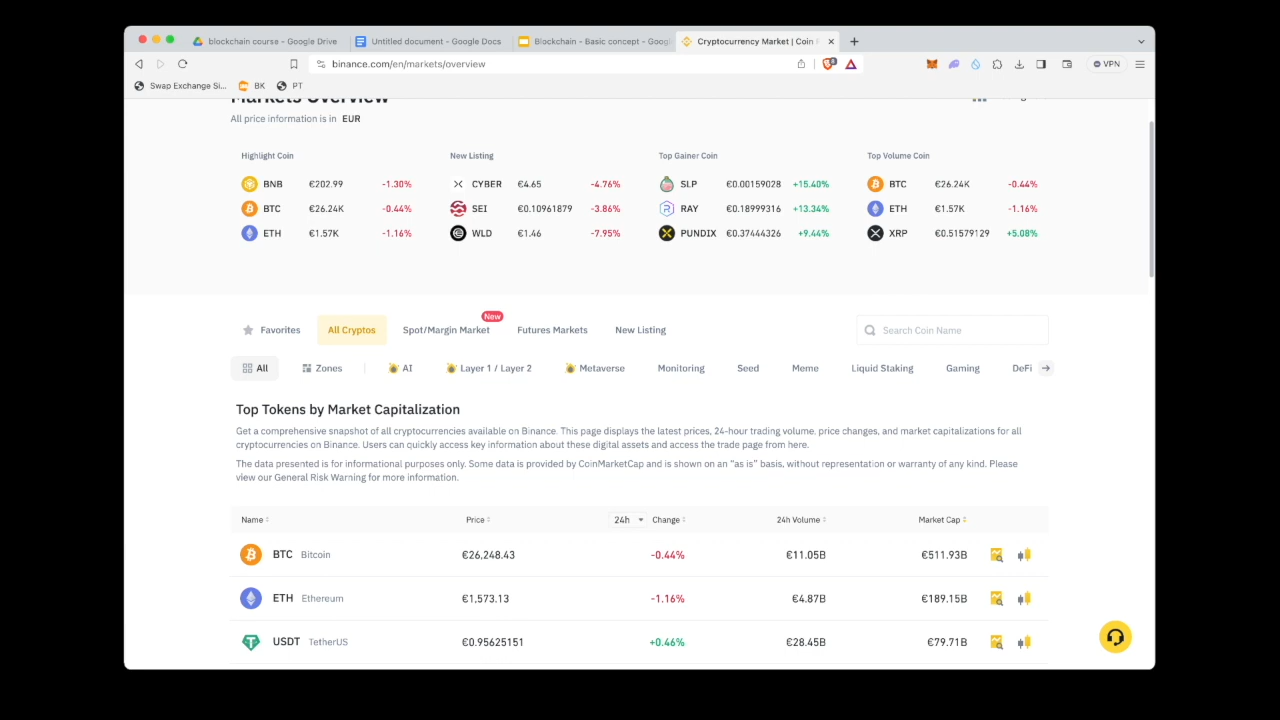 blockchain course - Google Drive
Untitled document - Google Docs
Blockchain - Basic concept - Goog
Cryptocurrency Market | Coin
binance.com/en/markets/overview
VPN
Swap Exchange Si...
BK
PT
Markets Overview
All price information is in EUR
Highlight Coin New Listing Top Gainer Coin Top Volume Coin
BNB €202.99 -1.30% CYBER €4.65 -4.76% SLP €0.00159028 +15.40% BTC €26.24K -0.44%
BTC €26.24K -0.44% SEI €0.10961879 -3.86% RAY €0.18999316 +13.34% ETH €1.57K -1.16%
ETH €1.57K -1.16% WLD €1.46 -7.95% PUNDIX €0.37444326 +9.44% XRP €0.51579129 +5.08%
New
Favorites All Cryptos Spot/Margin Market Futures Markets New Listing Search Coin Name
All Zones AI Layer 1 / Layer 2 Metaverse Monitoring Seed Meme Liquid Staking Gaming DeFi
Top Tokens by Market Capitalization
Get a comprehensive snapshot of all cryptocurrencies available on Binance. This page displays the latest prices, 24-hour trading volume, price changes, and market capitalizations for all
cryptocurrencies on Binance. Users can quickly access key information about these digital assets and access the trade page from here.
The data presented is for informational purposes only. Some data is provided by CoinMarketCap and is shown on an "as is" basis, without representation or warranty of any kind. Please
view our General Risk Warning for more information.
Name Price 24h Change 24h Volume Market Cap
BTC Bitcoin €26,248.43 -0.44% €11.05B €511.93B
ETH Ethereum €1,573.13 -1.16% €4.87B €189.15B
USDT TetherUS €0.95625151 +0.46% €28.45B €79.71B